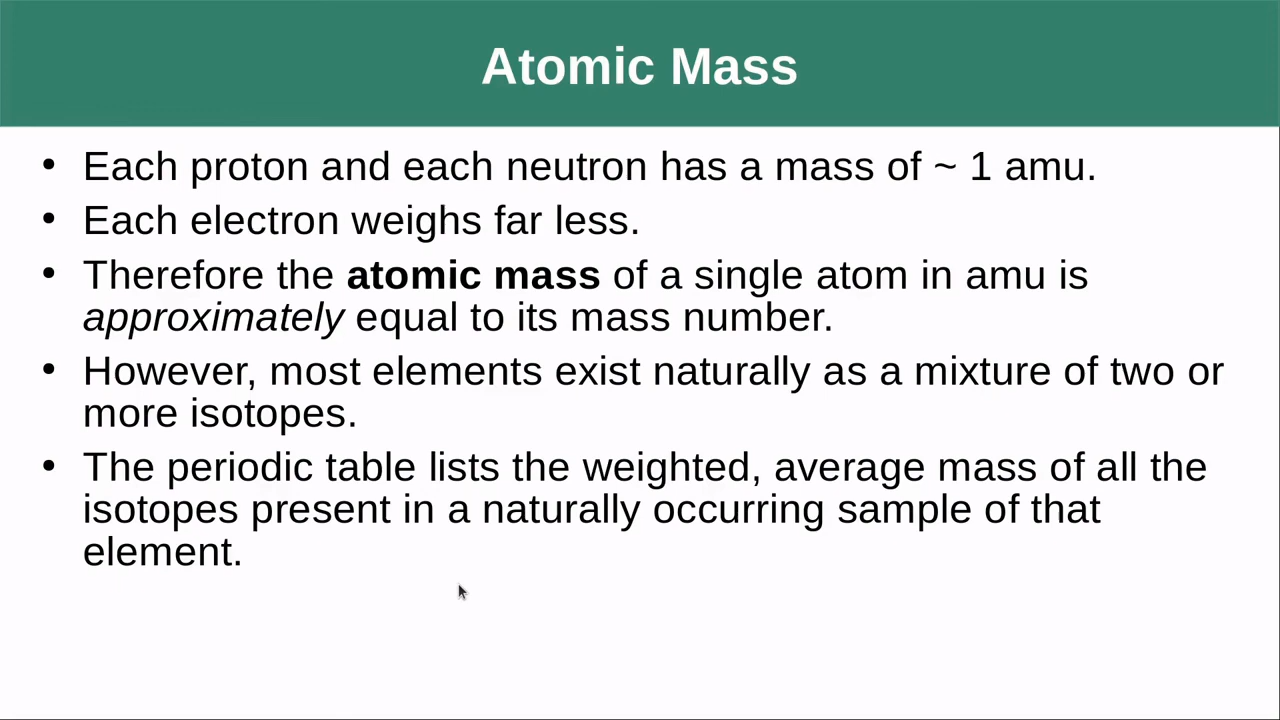 Atomic Mass
• Each proton and each neutron has a mass of ~ 1 amu.
• Each electron weighs far less.
• Therefore the atomic mass of a single atom in amu is
approximately equal to its mass number.
• However, most elements exist naturally as a mixture of two or
more isotopes.
• The periodic table lists the weighted, average mass of all the
isotopes present in a naturally occurring sample of that
element.